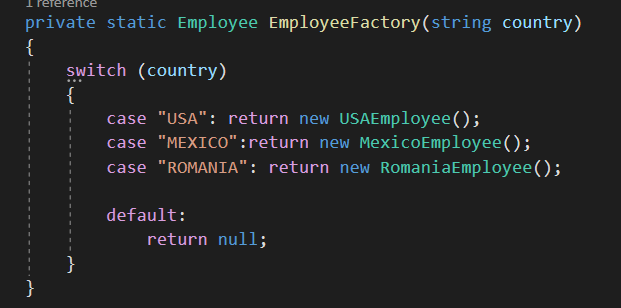 1 reference
private static Employee EmployeeFactory(string country)
{
switch (country)
{
case "USA": return new USAEmployee();
case "MEXICO":return new MexicoEmployee();
case "ROMANIA": return new RomaniaEmployee();
default:
return null;
}
}